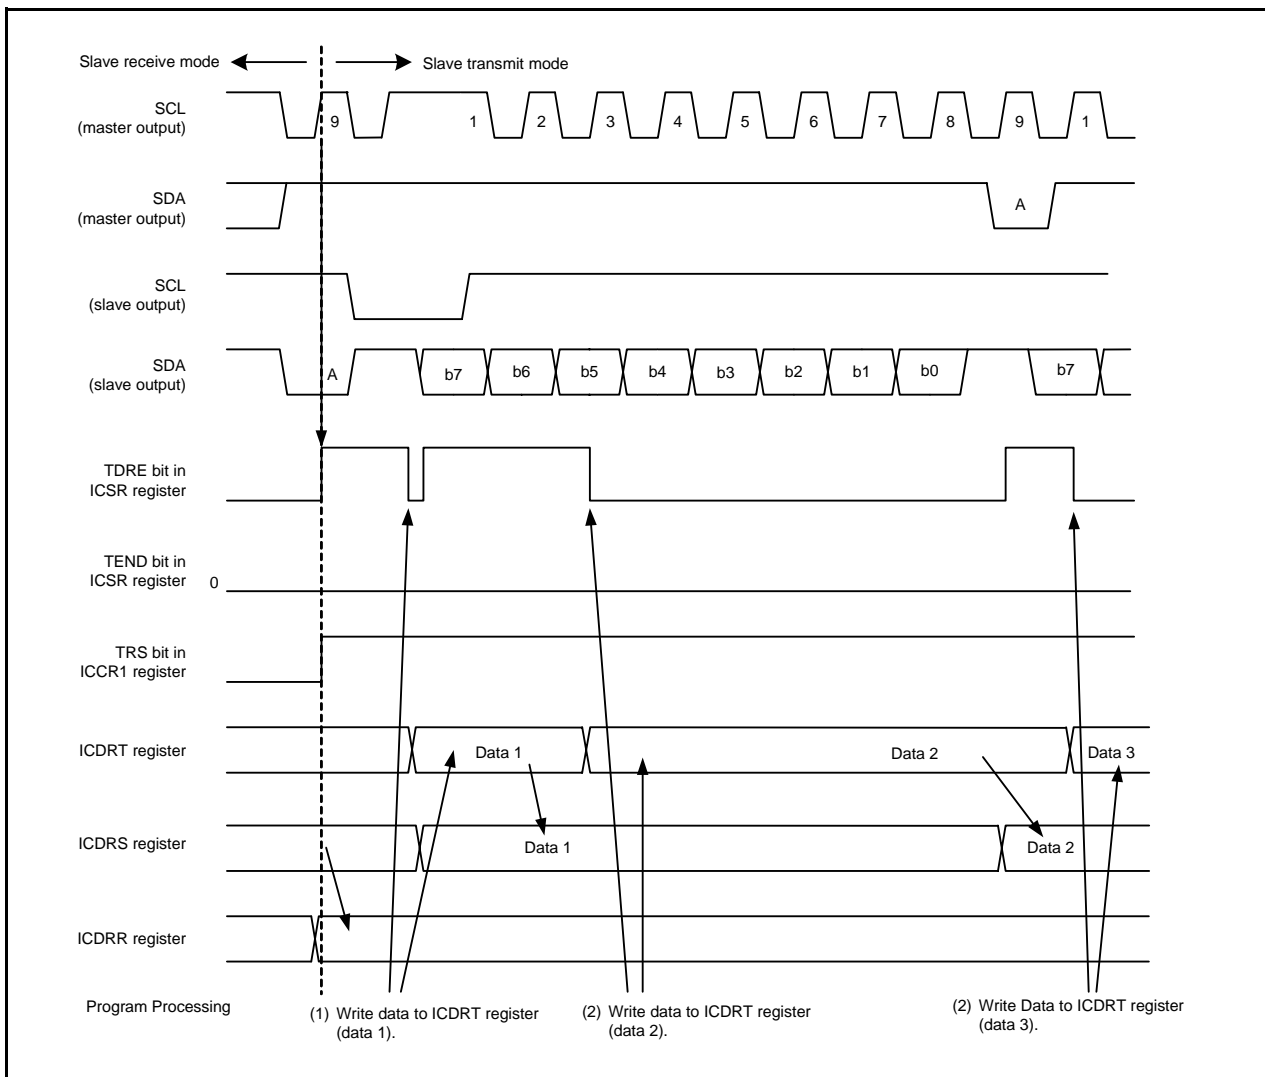 Slave receive mode
Slave transmit mode
SCL
(master output)
9
1
2
3
4
5
6
7
8
9
1
SDA
(master output)
A
SCL
(slave output)
SDA
(slave output)
A
b7
b6
b5
b4
b3
b2
b1
b0
b7
TDRE bit in
ICSR register
TEND bit in
ICSR register
0
TRS bit in
ICCR1 register
ICDRT register
Data 1
Data 2
Data 3
ICDRS register
Data 1
Data 2
ICDRR register
Program Processing
(1) Write data to ICDRT register
(data 1).
(2) Write data to ICDRT register
(data 2).
(2) Write Data to ICDRT register
(data 3).